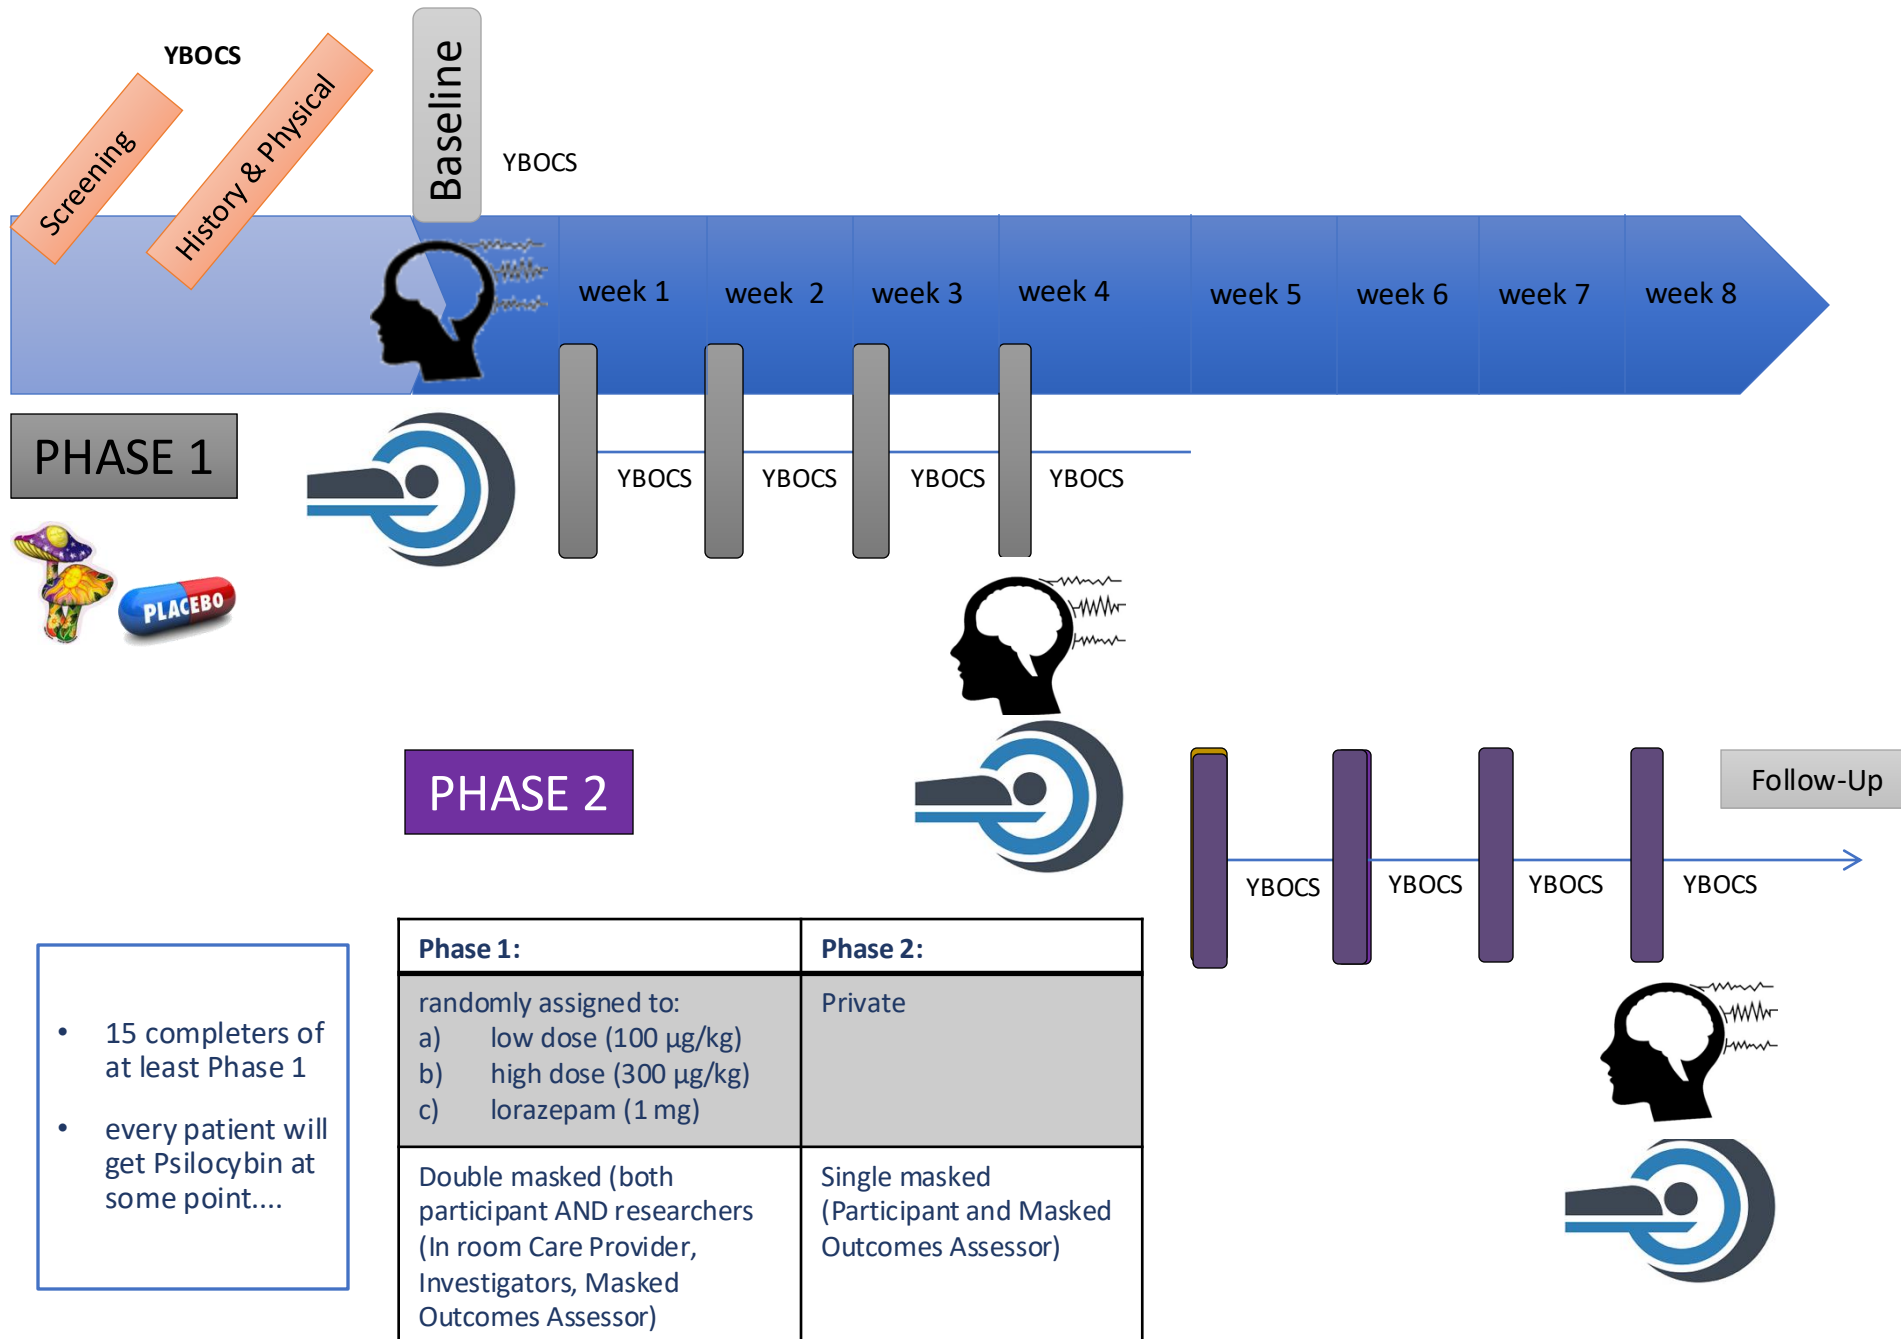 YBOCS
Screening
History & Physical
Baseline
YBOCS
week 1
week  2
week 3
week 4
week 5
week 6
week 7
week 8
PHASE 1
YBOCS
YBOCS
YBOCS
YBOCS
PLACEBO
PHASE 2
Follow-Up
YBOCS
YBOCS
YBOCS
YBOCS
• 15 completers of
at least Phase 1
• every patient will
get Psilocybin at
some point....
Phase 1:
Phase 2:
randomly assigned to:
a) low dose (100 µg/kg)
b) high dose (300 µg/kg)
c) lorazepam (1 mg)
Private
Double masked (both
participant AND researchers
(In room Care Provider,
Investigators, Masked
Outcomes Assessor)
Single masked
(Participant and Masked
Outcomes Assessor)